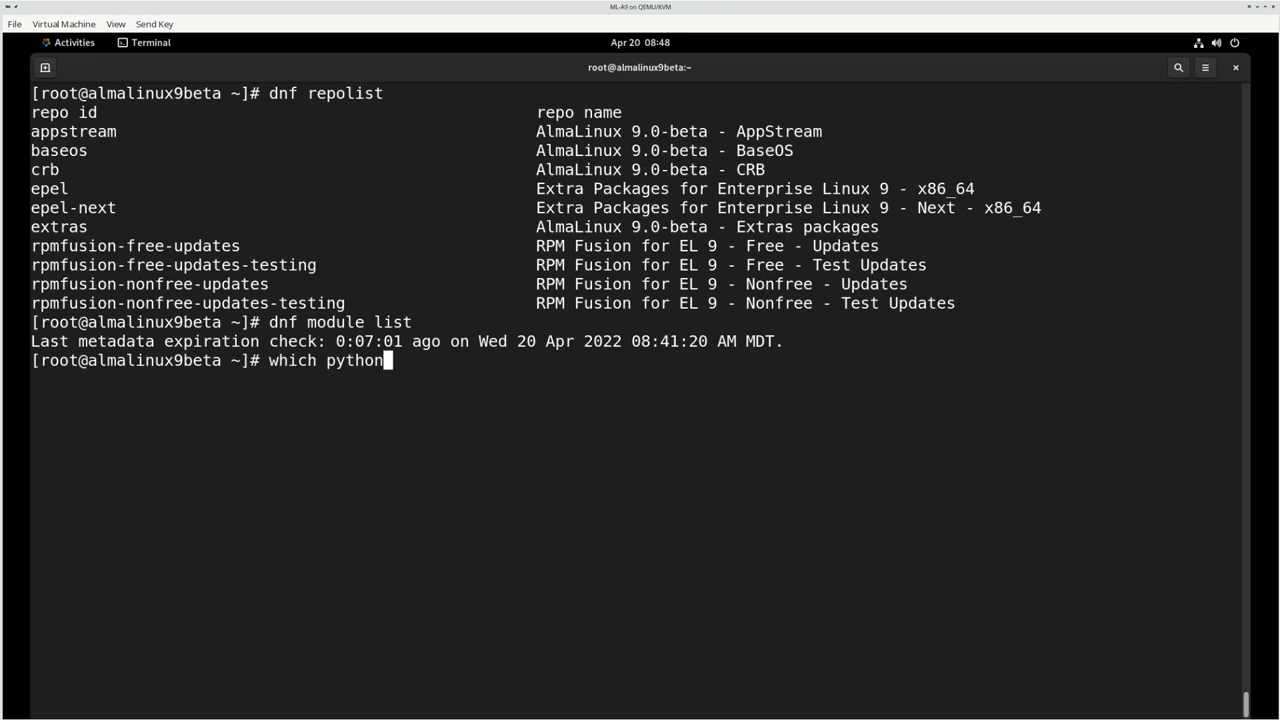 ML-A9 on QEMU/KVM
File Virtual Machine View Send Key
Activities Terminal Apr 20 08:48
root@almalinux9beta:~
[root@almalinux9beta ~]# dnf repolist
repo id repo name
appstream AlmaLinux 9.0-beta - AppStream
baseos AlmaLinux 9.0-beta - BaseOS
crb AlmaLinux 9.0-beta - CRB
epel Extra Packages for Enterprise Linux 9 - x86_64
epel-next Extra Packages for Enterprise Linux 9 - Next - x86_64
extras AlmaLinux 9.0-beta - Extras packages
rpmfusion-free-updates RPM Fusion for EL 9 - Free - Updates
rpmfusion-free-updates-testing RPM Fusion for EL 9 - Free - Test Updates
rpmfusion-nonfree-updates RPM Fusion for EL 9 - Nonfree - Updates
rpmfusion-nonfree-updates-testing RPM Fusion for EL 9 - Nonfree - Test Updates
[root@almalinux9beta ~]# dnf module list
Last metadata expiration check: 0:07:01 ago on Wed 20 Apr 2022 08:41:20 AM MDT.
[root@almalinux9beta ~]# which python